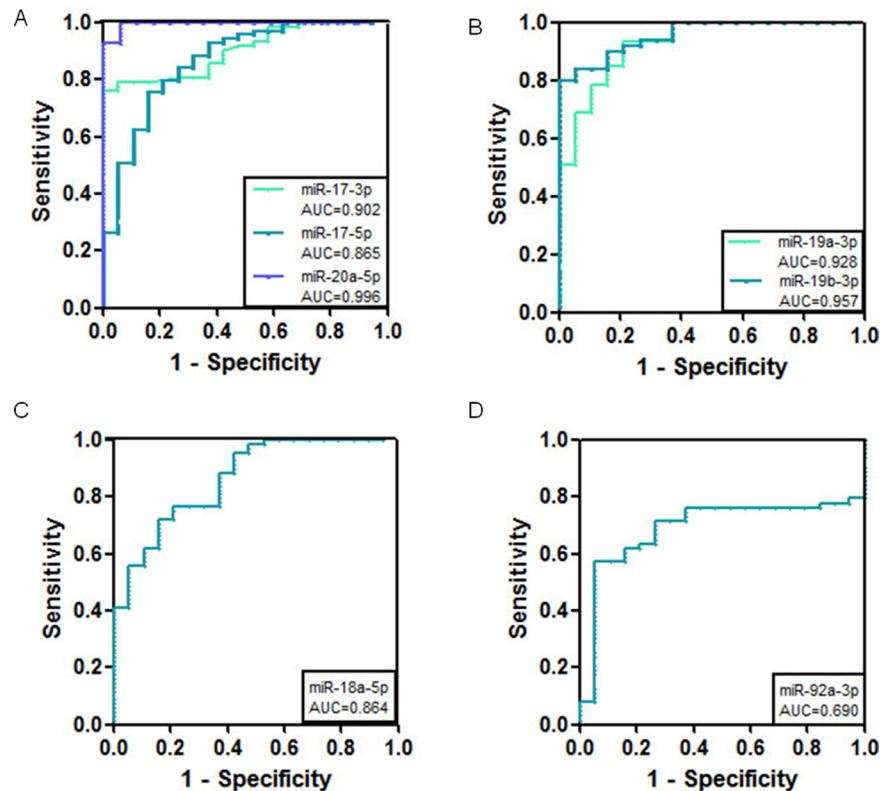 A
1.0
0.8
0.6
0.4
0.2
0.0
Sensitivity
miR-17-3p
AUC=0.902
miR-17-5p
AUC=0.865
miR-20a-5p
AUC=0.996
0.0 0.2 0.4 0.6 0.8 1.0
1 - Specificity
B
1.0
0.8
0.6
0.4
0.2
0.0
Sensitivity
miR-19a-3p
AUC=0.928
miR-19b-3p
AUC=0.957
0.0 0.2 0.4 0.6 0.8 1.0
1 - Specificity
C
1.0
0.8
0.6
0.4
0.2
0.0
Sensitivity
miR-18a-5p
AUC=0.864
0.0 0.2 0.4 0.6 0.8 1.0
1 - Specificity
D
1.0
0.8
0.6
0.4
0.2
0.0
Sensitivity
miR-92a-3p
AUC=0.690
0.0 0.2 0.4 0.6 0.8 1.0
1 - Specificity